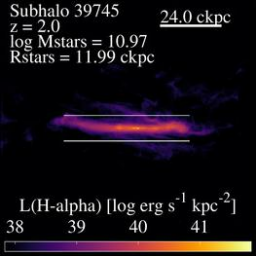 Subhalo 39745
24.0 ckpc
z = 2.0
log Mstars = 10.97
Rstars = 11.99 ckpc
L(H-alpha) [log erg s⁻¹ kpc⁻²]
38 39 40 41